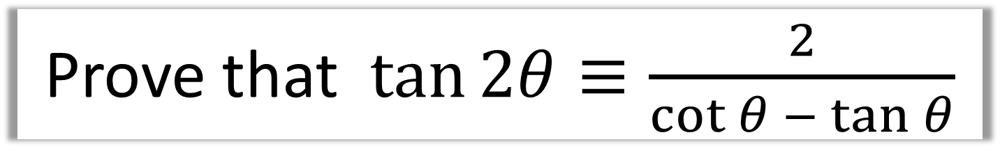 Prove that tan 2θ ≡ 2 / (cot θ − tan θ)